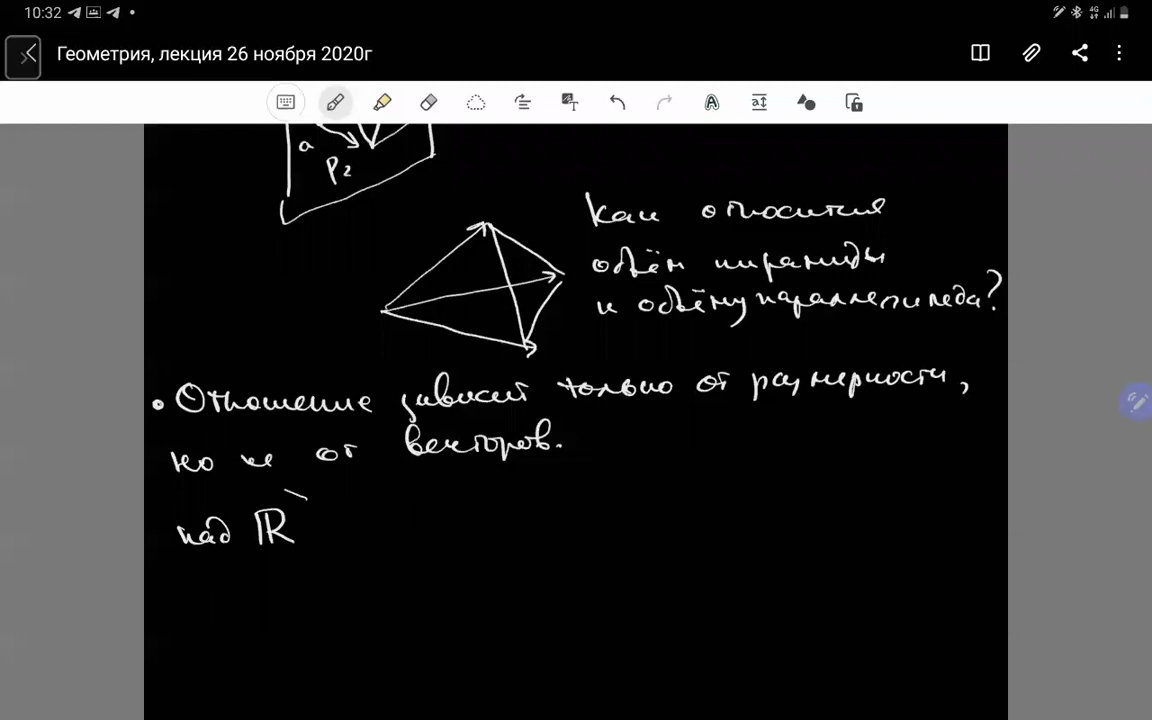 10:32
4G
Геометрия, лекция 26 ноября 2020г
a
P2
Как относится
объём пирамиды
к объёму параллелепипеда?
• Отношение зависит только от размерности,
но не от векторов.
над ℝ